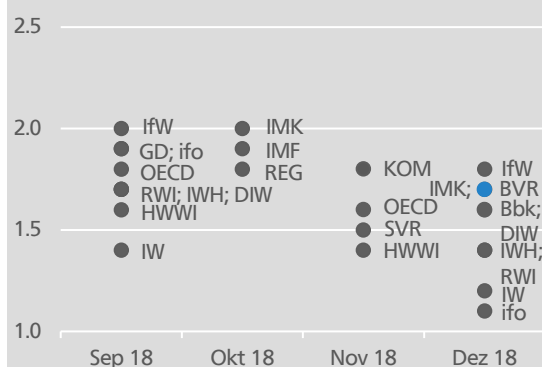 2.5
2.0
1.5
1.0
IfW
GD; ifo
OECD
RWI; IWH; DIW
HWWI
IW
IMK
IMF
REG
KOM
OECD
SVR
HWWI
IfW
IMK; BVR
Bbk;
DIW
IWH;
RWI
IW
ifo
Sep 18 Okt 18 Nov 18 Dez 18